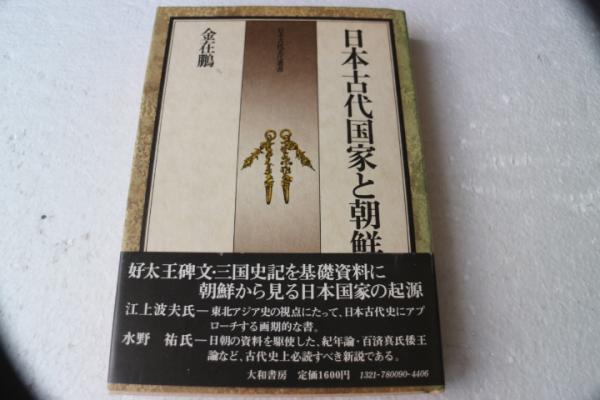 日本古代国家と朝鮮
金在鵬
好太王碑文・三国史記を基礎資料に
朝鮮から見る日本国家の起源
江上波夫氏―東北アジア史の視点にたって、日本古代史にアプ
ローチする画期的な書。
水野 祐氏―日朝の資料を駆使した、紀年論・百済真氏倭王
論など、古代史上必読すべき新説である。
大和書房 定価1600円 1321-780090-4406